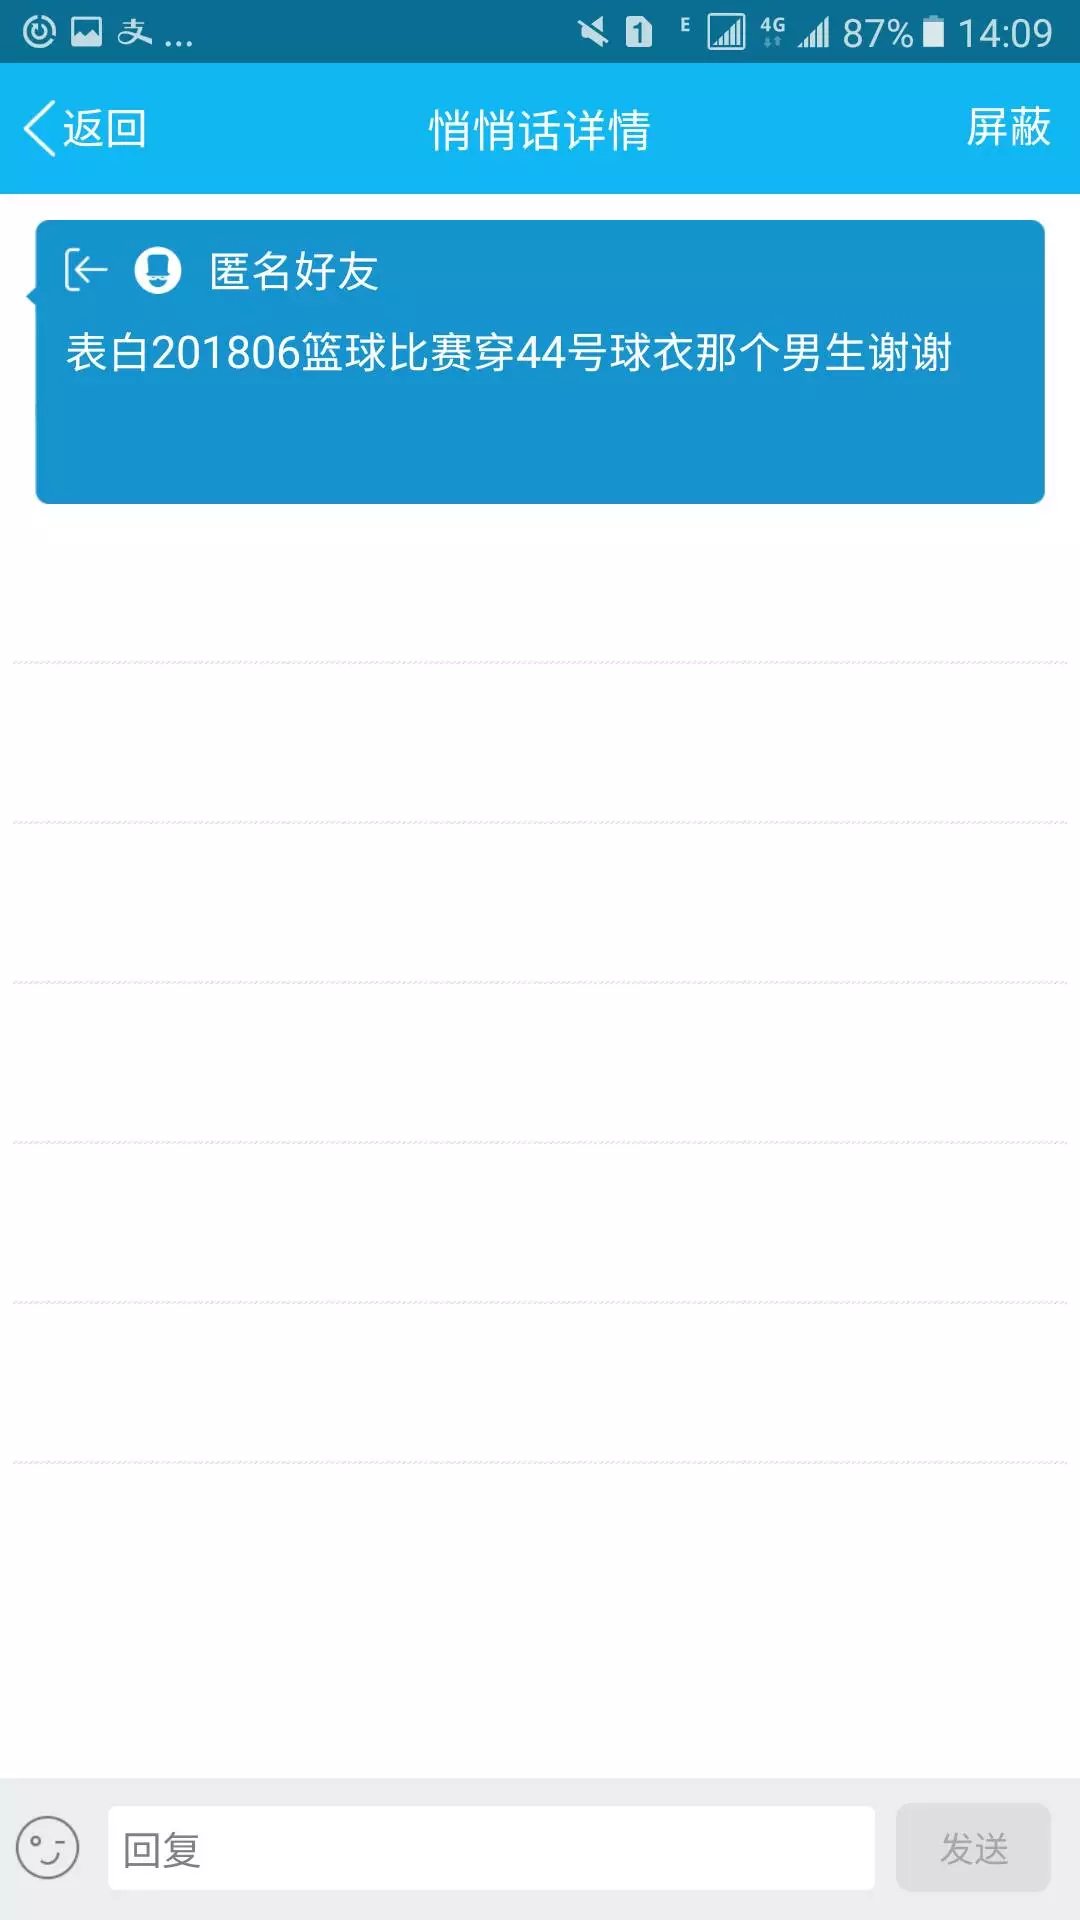 支 ... 1 E 4G 87% 14:09
返回 悄悄话详情 屏蔽
匿名好友
表白201806篮球比赛穿44号球衣那个男生谢谢
回复 发送